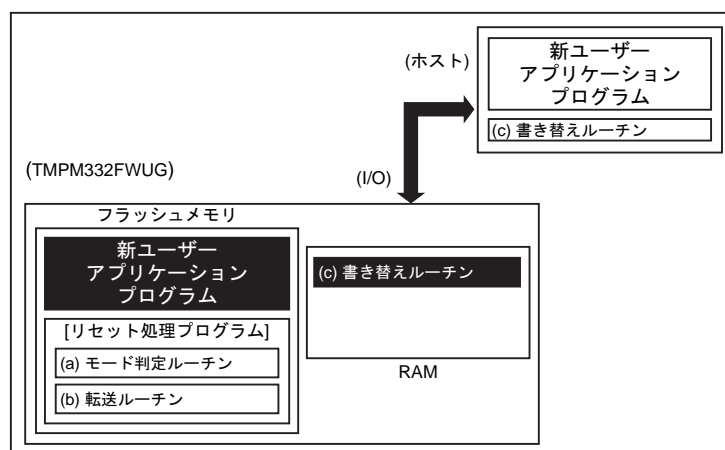 (ホスト)
新ユーザー
アプリケーション
プログラム
(c) 書き替えルーチン
(TMPM332FWUG)
(I/O)
フラッシュメモリ
新ユーザー
アプリケーション
プログラム
[リセット処理プログラム]
(a) モード判定ルーチン
(b) 転送ルーチン
(c) 書き替えルーチン
RAM